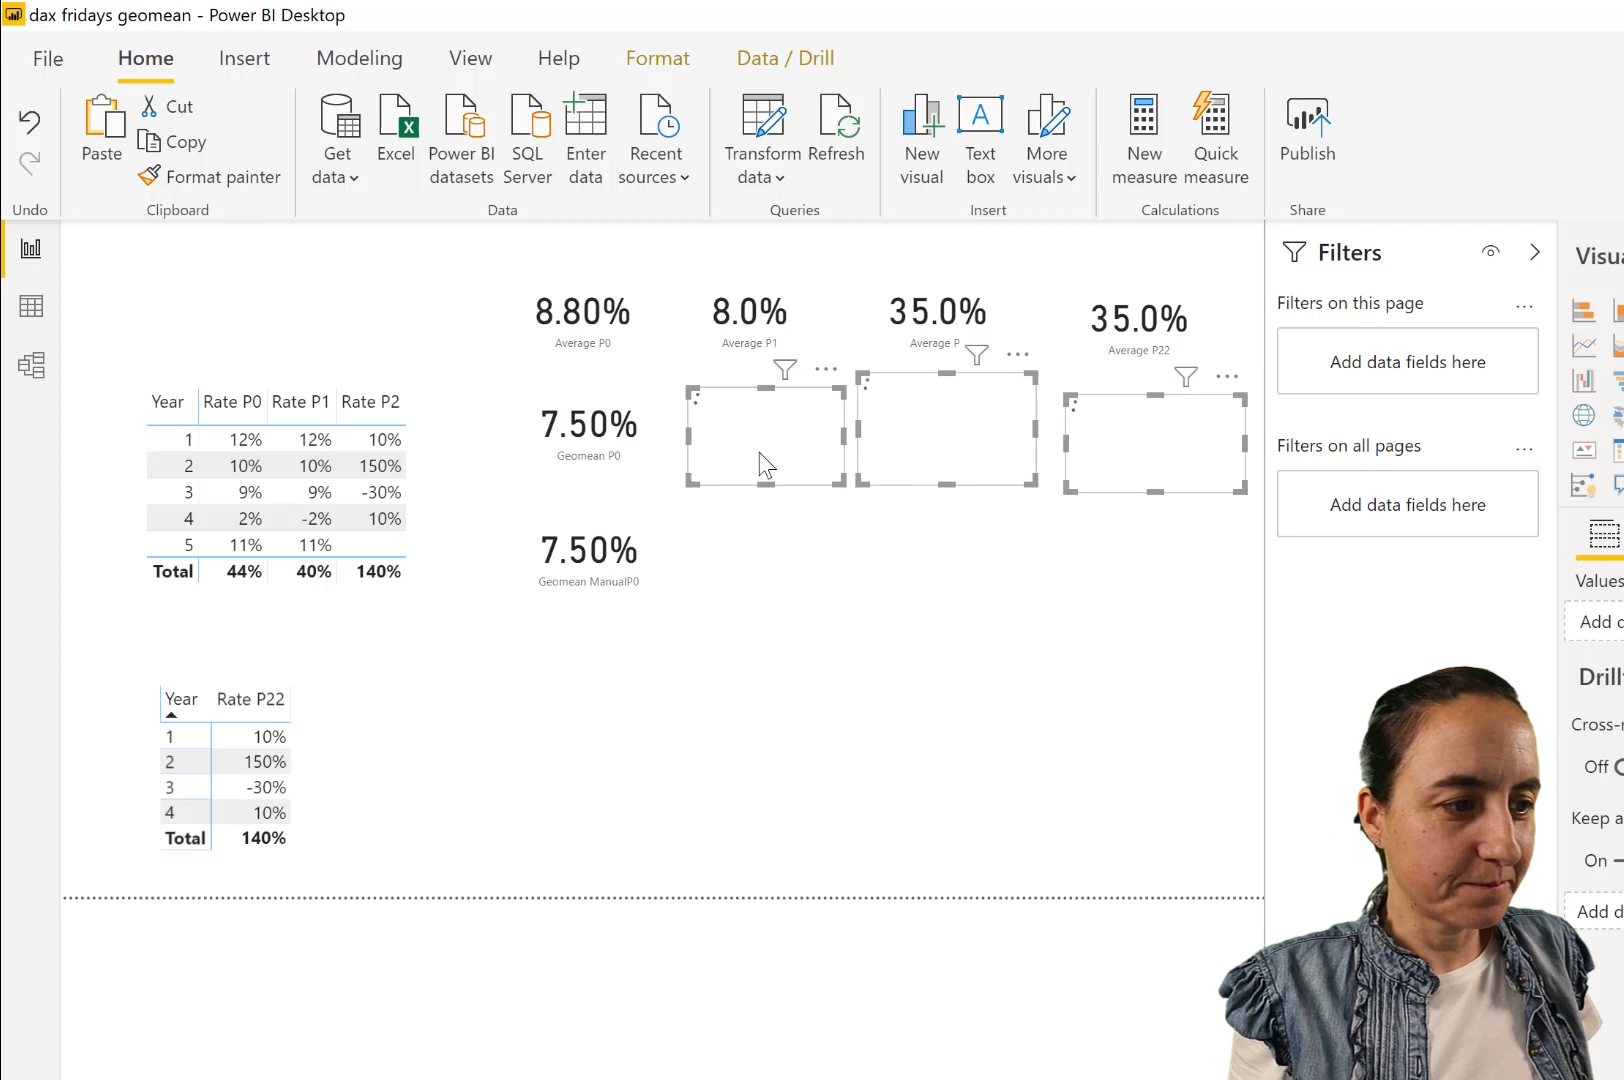 dax fridays geomean - Power BI Desktop
File Home Insert Modeling View Help Format Data / Drill
Paste
Cut
Copy
Format painter
Get data
Excel
Power BI datasets
SQL Server
Enter data
Recent sources
Transform data
Refresh
New visual
Text box
More visuals
New measure
Quick measure
Publish
Undo Clipboard Data Queries Insert Calculations Share
8.80%
Average P0
8.0%
Average P1
35.0%
Average P
35.0%
Average P22
7.50%
Geomean P0
7.50%
Geomean ManualP0
Year Rate P0 Rate P1 Rate P2
1 12% 12% 10%
2 10% 10% 150%
3 9% 9% -30%
4 2% -2% 10%
5 11% 11%
Total 44% 40% 140%
Year Rate P22
1 10%
2 150%
3 -30%
4 10%
Total 140%
Filters
Filters on this page ...
Add data fields here
Filters on all pages ...
Add data fields here
Values
Add
Cross-
Off
Keep a
On
Add